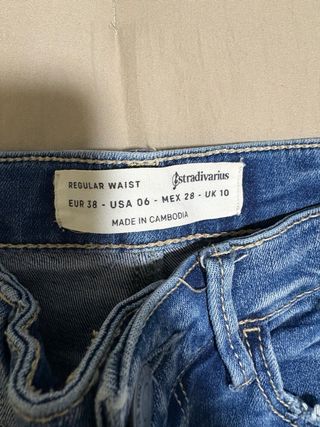 REGULAR WAIST stradivarius
EUR 38 - USA 06 - MEX 28 - UK 10
MADE IN CAMBODIA